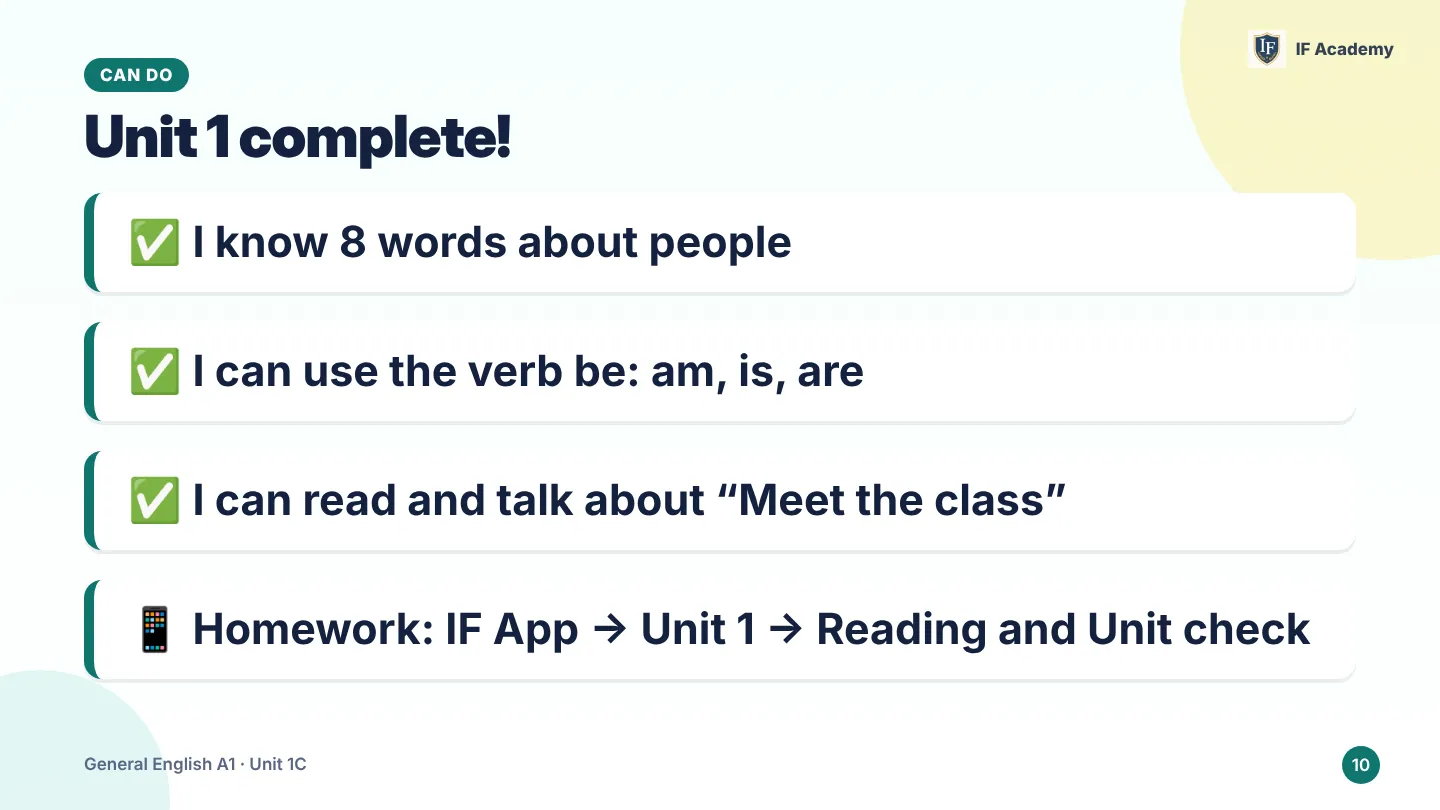 IF
IF Academy
CAN DO
Unit 1 complete!
✅ I know 8 words about people
✅ I can use the verb be: am, is, are
✅ I can read and talk about “Meet the class”
📱 Homework: IF App → Unit 1 → Reading and Unit check
General English A1 · Unit 1C
10